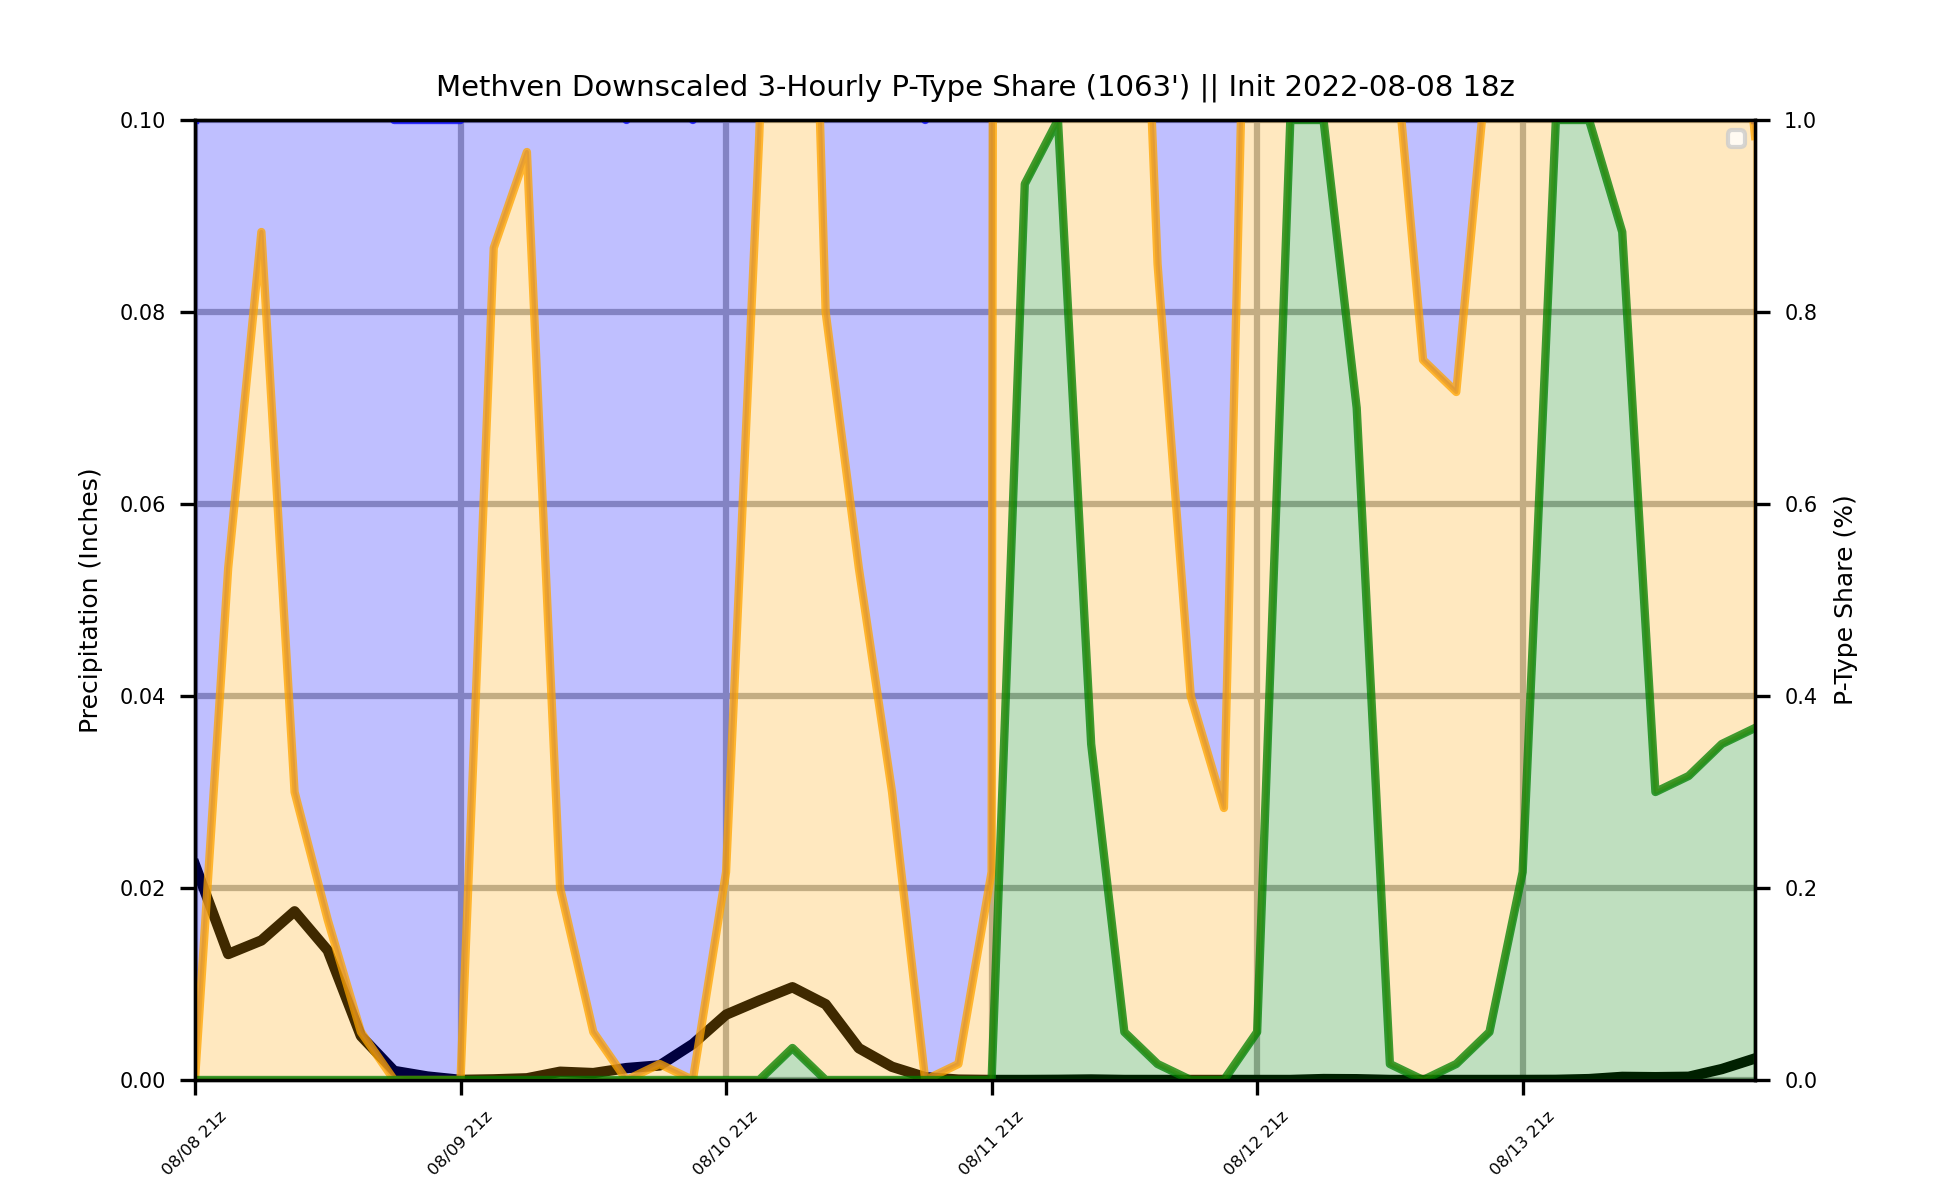 Methven Downscaled 3-Hourly P-Type Share (1063') || Init 2022-08-08 18z
0.10
0.08
0.06
0.04
0.02
0.00
Precipitation (Inches)
1.0
0.8
0.6
0.4
0.2
0.0
P-Type Share (%)
08/08 21z
08/09 21z
08/10 21z
08/11 21z
08/12 21z
08/13 21z